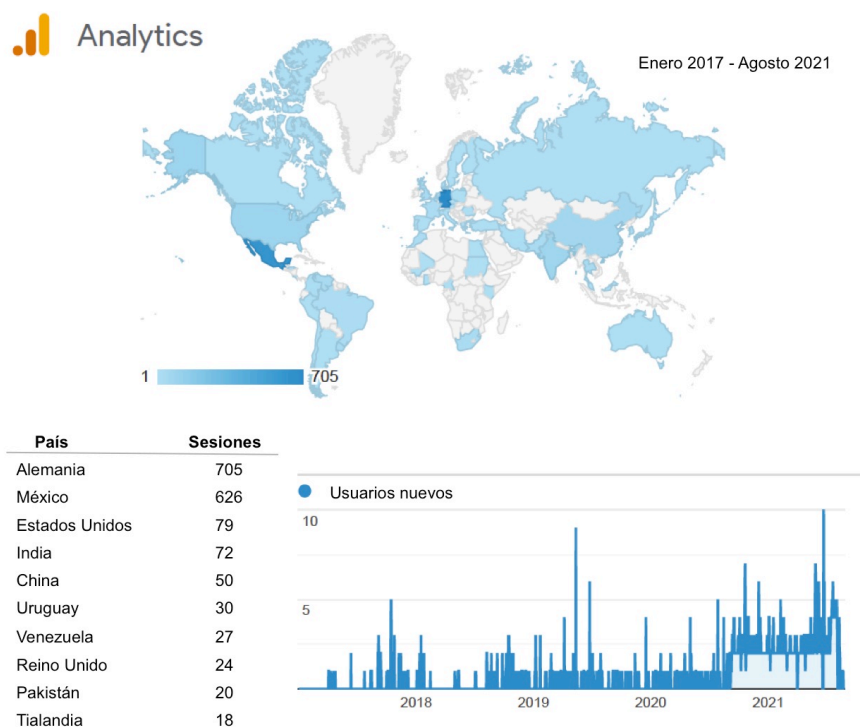 Analytics
Enero 2017 - Agosto 2021
1 705
País Sesiones
Alemania 705
México 626
Estados Unidos 79
India 72
China 50
Uruguay 30
Venezuela 27
Reino Unido 24
Pakistán 20
Tialandia 18
Usuarios nuevos
10
5
2018 2019 2020 2021